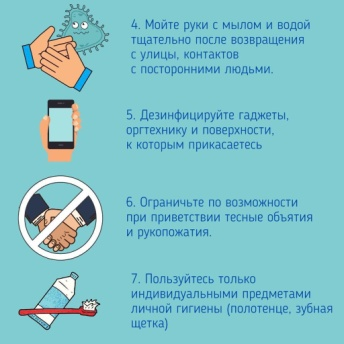 4. Мойте руки с мылом и водой
тщательно после возвращения
с улицы, контактов
с посторонними людьми.
5. Дезинфицируйте гаджеты,
оргтехнику и поверхности,
к которым прикасаетесь
6. Ограничьте по возможности
при приветствии тесные объятия
и рукопожатия.
7. Пользуйтесь только
индивидуальными предметами
личной гигиены (полотенце, зубная
щетка)